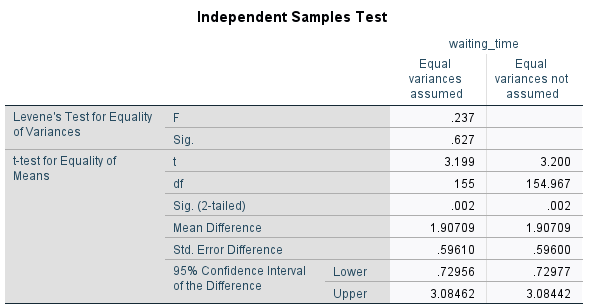 Independent Samples Test
waiting_time
Equal variances assumed
Equal variances not assumed
Levene's Test for Equality of Variances
F .237
Sig. .627
t-test for Equality of Means
t 3.199 3.200
df 155 154.967
Sig. (2-tailed) .002 .002
Mean Difference 1.90709 1.90709
Std. Error Difference .59610 .59600
95% Confidence Interval of the Difference
Lower .72956 .72977
Upper 3.08462 3.08442